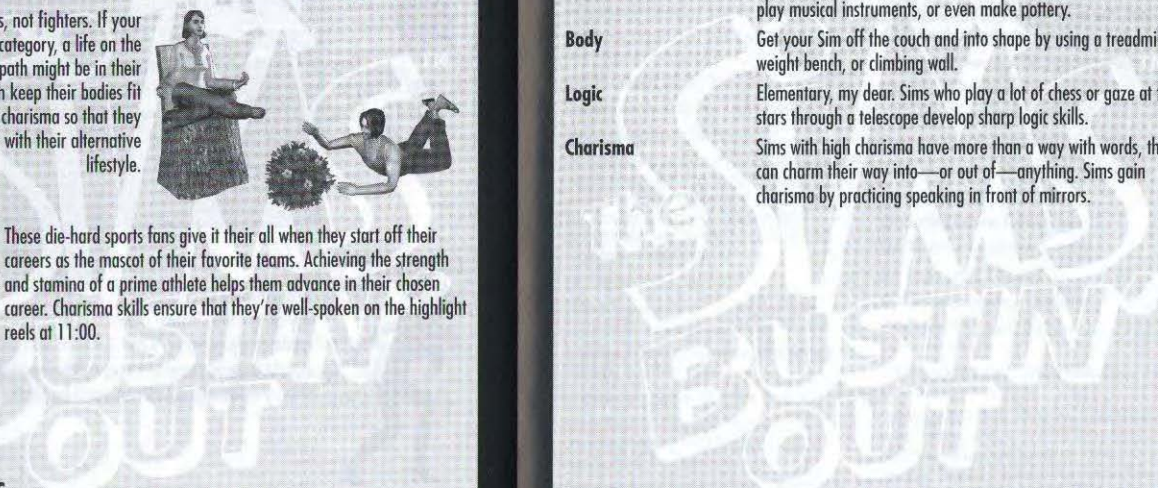 s, not fighters. If your
category, a life on the
path might be in their
keep their bodies fit
charisma so that they
with their alternative
lifestyle.
These die-hard sports fans give it their all when they start off their
careers as the mascot of their favorite teams. Achieving the strength
and stamina of a prime athlete helps them advance in their chosen
career. Charisma skills ensure that they're well-spoken on the highlight
reels at 11:00.
BUSTIN
OUT
play musical instruments, or even make pottery.
Body Get your Sim off the couch and into shape by using a treadmi
weight bench, or climbing wall.
Logic Elementary, my dear. Sims who play a lot of chess or gaze at
stars through a telescope develop sharp logic skills.
Charisma Sims with high charisma have more than a way with words, th
can charm their way into—or out of—anything. Sims gain
charisma by practicing speaking in front of mirrors.
THE
SIMS
BUSTIN
OUT